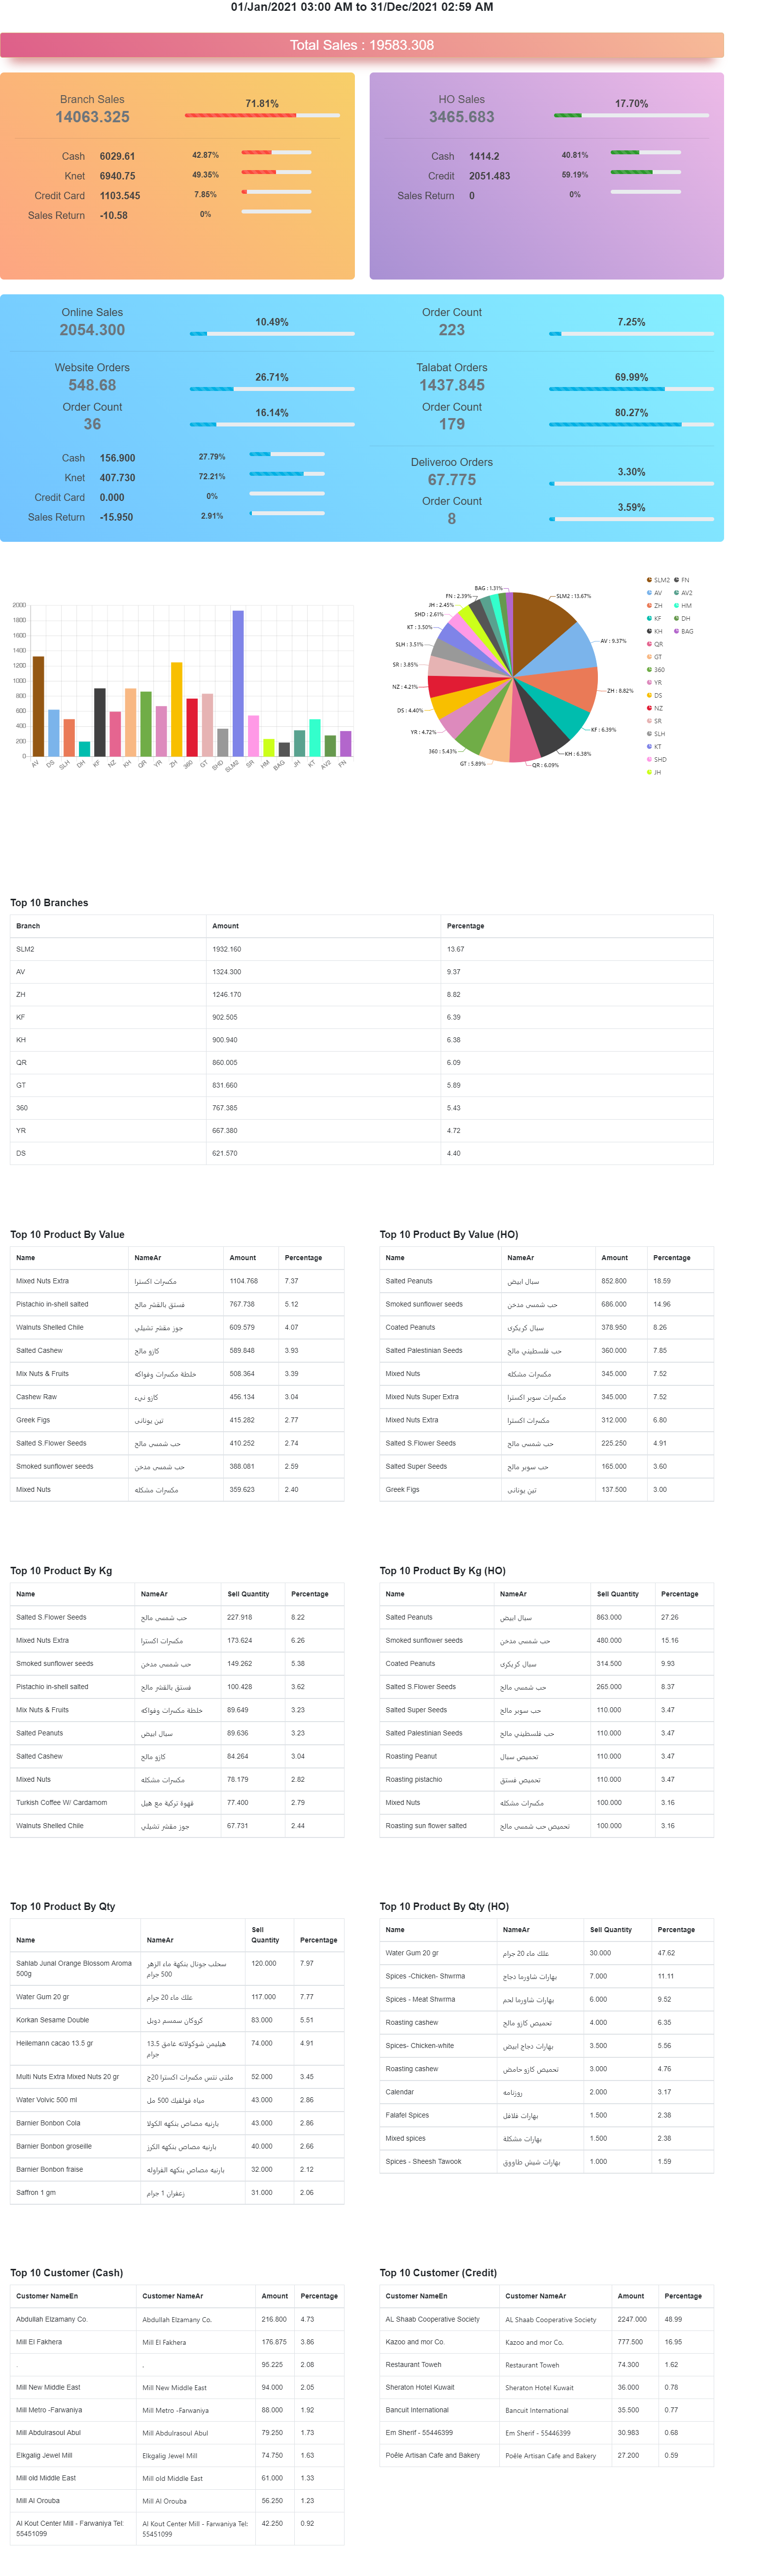 01/Jan/2021 03:00 AM to 31/Dec/2021 02:59 AM
Total Sales : 19583.308
Branch Sales
14063.325
71.81%
Cash 6029.61 42.87%
Knet 6940.75 49.35%
Credit Card 1103.545 7.85%
Sales Return -10.58 0%
HO Sales
3465.683
17.70%
Cash 1414.2 40.81%
Credit 2051.483 59.19%
Sales Return 0 0%
Online Sales
2054.300
10.49%
Order Count
223
7.25%
Website Orders
548.68
26.71%
Order Count
36
16.14%
Cash 156.900 27.79%
Knet 407.730 72.21%
Credit Card 0.000 0%
Sales Return -15.950 2.91%
Talabat Orders
1437.845
69.99%
Order Count
179
80.27%
Deliveroo Orders
67.775
3.30%
Order Count
8
3.59%
2000
1800
1600
1400
1200
1000
800
600
400
200
0
AV DS SLH DH KF NZ KH QR YR ZH 360 GT SHD SLM2 SR HM BAG JH KT AV2 FN
BAG : 1.31%
FN : 2.39%
JH : 2.45%
SHD : 2.61%
KT : 3.50%
SLH : 3.51%
SR : 3.85%
NZ : 4.21%
DS : 4.40%
YR : 4.72%
360 : 5.43%
GT : 5.89%
QR : 6.09%
KH : 6.38%
KF : 6.39%
ZH : 8.82%
AV : 9.37%
SLM2 : 13.67%
SLM2 FN
AV AV2
ZH HM
KF DH
KH BAG
QR
GT
360
YR
DS
NZ
SR
SLH
KT
SHD
JH
Top 10 Branches
Branch Amount Percentage
SLM2 1932.160 13.67
AV 1324.300 9.37
ZH 1246.170 8.82
KF 902.505 6.39
KH 900.940 6.38
QR 860.005 6.09
GT 831.660 5.89
360 767.385 5.43
YR 667.380 4.72
DS 621.570 4.40
Top 10 Product By Value
Name NameAr Amount Percentage
Mixed Nuts Extra مكسرات اكسترا 1104.768 7.37
Pistachio in-shell salted فستق بالقشر مالح 767.738 5.12
Walnuts Shelled Chile جوز مقشر تشيلي 609.579 4.07
Salted Cashew كازو مالح 589.848 3.93
Mix Nuts & Fruits خلطة مكسرات وفواكه 508.364 3.39
Cashew Raw كازو نيء 456.134 3.04
Greek Figs تين يوناني 415.282 2.77
Salted S.Flower Seeds حب شمسي مالح 410.252 2.74
Smoked sunflower seeds حب شمسي مدخن 388.081 2.59
Mixed Nuts مكسرات مشكله 359.623 2.40
Top 10 Product By Value (HO)
Name NameAr Amount Percentage
Salted Peanuts سبال ابيض 852.800 18.59
Smoked sunflower seeds حب شمسي مدخن 686.000 14.96
Coated Peanuts سبال كريكري 378.950 8.26
Salted Palestinian Seeds حب فلسطيني مالح 360.000 7.85
Mixed Nuts مكسرات مشكله 345.000 7.52
Mixed Nuts Super Extra مكسرات سوبر اكسترا 345.000 7.52
Mixed Nuts Extra مكسرات اكسترا 312.000 6.80
Salted S.Flower Seeds حب شمسي مالح 225.250 4.91
Salted Super Seeds حب سوبر مالح 165.000 3.60
Greek Figs تين يوناني 137.500 3.00
Top 10 Product By Kg
Name NameAr Sell Quantity Percentage
Salted S.Flower Seeds حب شمسي مالح 227.918 8.22
Mixed Nuts Extra مكسرات اكسترا 173.624 6.26
Smoked sunflower seeds حب شمسي مدخن 149.262 5.38
Pistachio in-shell salted فستق بالقشر مالح 100.428 3.62
Mix Nuts & Fruits خلطة مكسرات وفواكه 89.649 3.23
Salted Peanuts سبال ابيض 89.636 3.23
Salted Cashew كازو مالح 84.264 3.04
Mixed Nuts مكسرات مشكله 78.179 2.82
Turkish Coffee W/ Cardamom قهوة تركية مع هيل 77.400 2.79
Walnuts Shelled Chile جوز مقشر تشيلي 67.731 2.44
Top 10 Product By Kg (HO)
Name NameAr Sell Quantity Percentage
Salted Peanuts سبال ابيض 863.000 27.26
Smoked sunflower seeds حب شمسي مدخن 480.000 15.16
Coated Peanuts سبال كريكري 314.500 9.93
Salted S.Flower Seeds حب شمسي مالح 265.000 8.37
Salted Super Seeds حب سوبر مالح 110.000 3.47
Salted Palestinian Seeds حب فلسطيني مالح 110.000 3.47
Roasting Peanut تحميص سبال 110.000 3.47
Roasting pistachio تحميص فستق 110.000 3.47
Mixed Nuts مكسرات مشكله 100.000 3.16
Roasting sun flower salted تحميص حب شمسي مالح 100.000 3.16
Top 10 Product By Qty
Name NameAr Sell Quantity Percentage
Sahlab Junal Orange Blossom Aroma 500g سحلب جونال بنكهة ماء الزهر 500 جرام 120.000 7.97
Water Gum 20 gr علك ماء 20 جرام 117.000 7.77
Korkan Sesame Double كروكان سمسم دوبل 83.000 5.51
Heilemann cacao 13.5 gr هيليمن شوكولاته غامق 13.5 جرام 74.000 4.91
Multi Nuts Extra Mixed Nuts 20 gr ملتي نتس مكسرات اكسترا 20ج 52.000 3.45
Water Volvic 500 ml مياه فولفيك 500 مل 43.000 2.86
Barnier Bonbon Cola بارنيه مصاص بنكهه الكولا 43.000 2.86
Barnier Bonbon groseille بارنيه مصاص بنكهه الكرز 40.000 2.66
Barnier Bonbon fraise بارنيه مصاص بنكهه الفراوله 32.000 2.12
Saffron 1 gm زعفران 1 جرام 31.000 2.06
Top 10 Product By Qty (HO)
Name NameAr Sell Quantity Percentage
Water Gum 20 gr علك ماء 20 جرام 30.000 47.62
Spices -Chicken- Shwrma بهارات شاورما دجاج 7.000 11.11
Spices - Meat Shwrma بهارات شاورما لحم 6.000 9.52
Roasting cashew تحميص كازو مالح 4.000 6.35
Spices- Chicken-white بهارات دجاج ابيض 3.500 5.56
Roasting cashew تحميص كازو حامض 3.000 4.76
Calendar روزنامه 2.000 3.17
Falafel Spices بهارات فلافل 1.500 2.38
Mixed spices بهارات مشكلة 1.500 2.38
Spices - Sheesh Tawook بهارات شيش طاووق 1.000 1.59
Top 10 Customer (Cash)
Customer NameEn Customer NameAr Amount Percentage
Abdullah Elzamany Co. Abdullah Elzamany Co. 216.800 4.73
Mill El Fakhera Mill El Fakhera 176.875 3.86
. . 95.225 2.08
Mill New Middle East Mill New Middle East 94.000 2.05
Mill Metro -Farwaniya Mill Metro -Farwaniya 88.000 1.92
Mill Abdulrasoul Abul Mill Abdulrasoul Abul 79.250 1.73
Elkgalig Jewel Mill Elkgalig Jewel Mill 74.750 1.63
Mill old Middle East Mill old Middle East 61.000 1.33
Mill Al Orouba Mill Al Orouba 56.250 1.23
Al Kout Center Mill - Farwaniya Tel: 55451099 Al Kout Center Mill - Farwaniya Tel: 55451099 42.250 0.92
Top 10 Customer (Credit)
Customer NameEn Customer NameAr Amount Percentage
AL Shaab Cooperative Society AL Shaab Cooperative Society 2247.000 48.99
Kazoo and mor Co. Kazoo and mor Co. 777.500 16.95
Restaurant Toweh Restaurant Toweh 74.300 1.62
Sheraton Hotel Kuwait Sheraton Hotel Kuwait 36.000 0.78
Bancuit International Bancuit International 35.500 0.77
Em Sherif - 55446399 Em Sherif - 55446399 30.983 0.68
Poêle Artisan Cafe and Bakery Poêle Artisan Cafe and Bakery 27.200 0.59